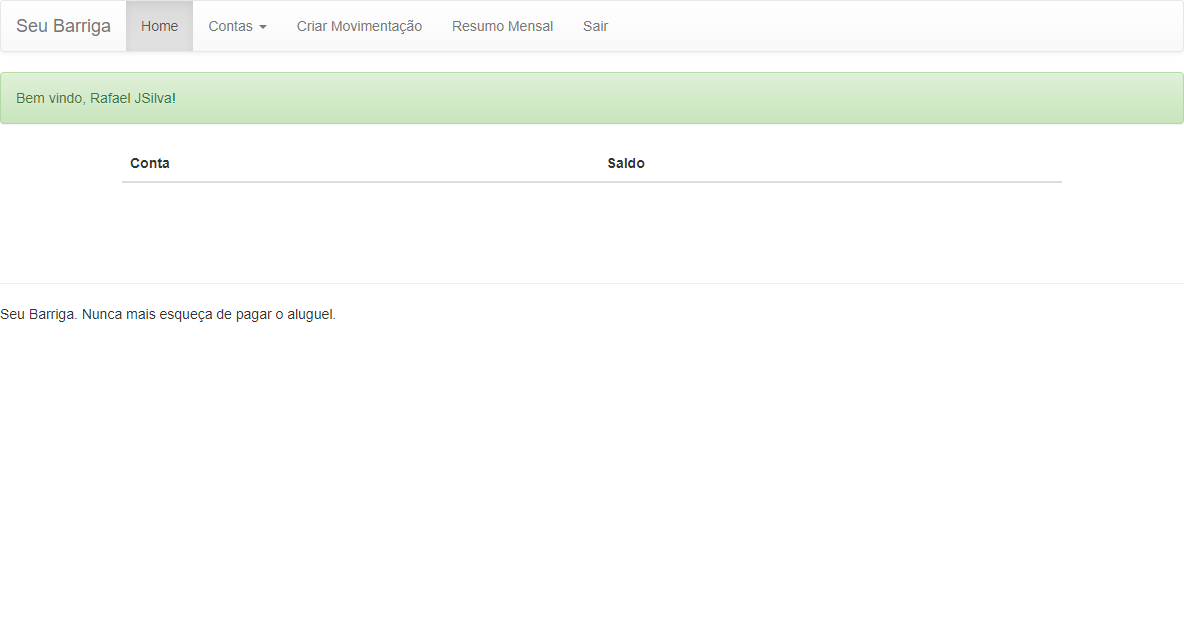 Seu Barriga Home Contas Criar Movimentação Resumo Mensal Sair
Bem vindo, Rafael JSilva!
Conta Saldo
Seu Barriga. Nunca mais esqueça de pagar o aluguel.